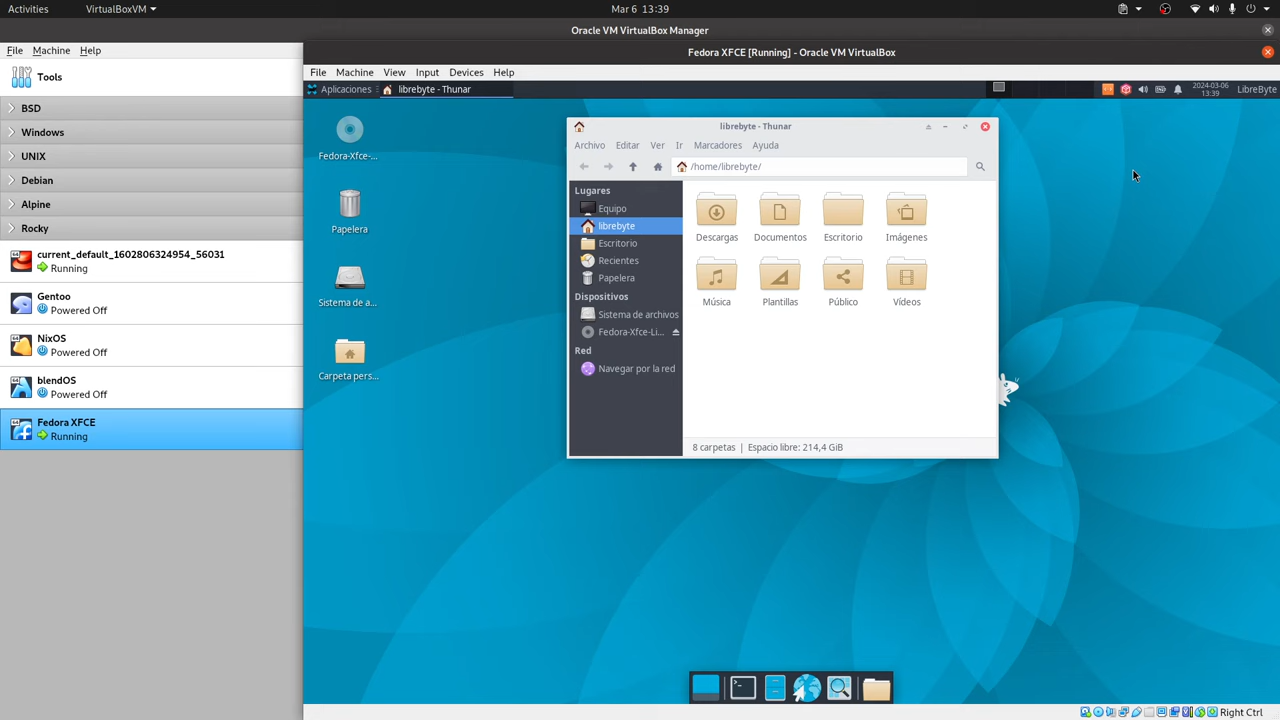 Activities
VirtualBoxVM
Mar 6 13:39
Oracle VM VirtualBox Manager
File Machine Help
Tools
BSD
Windows
UNIX
Debian
Alpine
Rocky
current_default_1602806324954_56031
Running
Gentoo
Powered Off
NixOS
Powered Off
blendOS
Powered Off
Fedora XFCE
Running
Fedora XFCE [Running] - Oracle VM VirtualBox
File Machine View Input Devices Help
Aplicaciones
librebyte - Thunar
2024-03-06
13:39
LibreByte
Fedora-Xfce-...
Papelera
Sistema de a...
Carpeta pers...
librebyte - Thunar
Archivo Editar Ver Ir Marcadores Ayuda
/home/librebyte/
Lugares
Equipo
librebyte
Escritorio
Recientes
Papelera
Dispositivos
Sistema de archivos
Fedora-Xfce-Li...
Red
Navegar por la red
Descargas Documentos Escritorio Imágenes
Música Plantillas Público Vídeos
8 carpetas | Espacio libre: 214,4 GiB
Right Ctrl